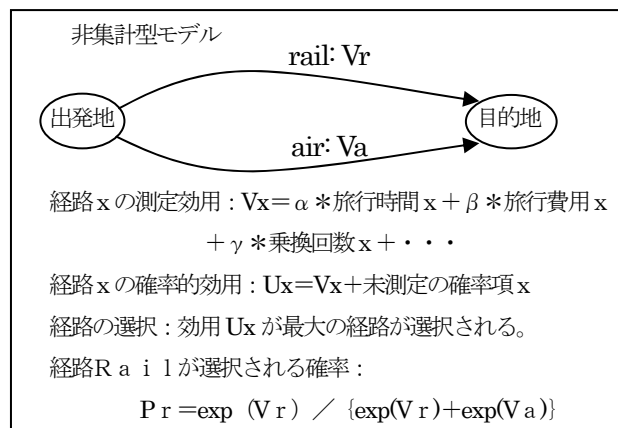 非集計型モデル
rail: Vr
出発地
目的地
air: Va
経路xの測定効用：Vx＝α＊旅行時間x＋β＊旅行費用x
＋γ＊乗換回数x＋・・・
経路xの確率的効用：Ux＝Vx＋未測定の確率項x
経路の選択：効用Uxが最大の経路が選択される。
経路Ｒａｉｌが選択される確率：
Ｐｒ＝exp（Ｖｒ）／｛exp(Ｖｒ)+exp(Ｖａ)}